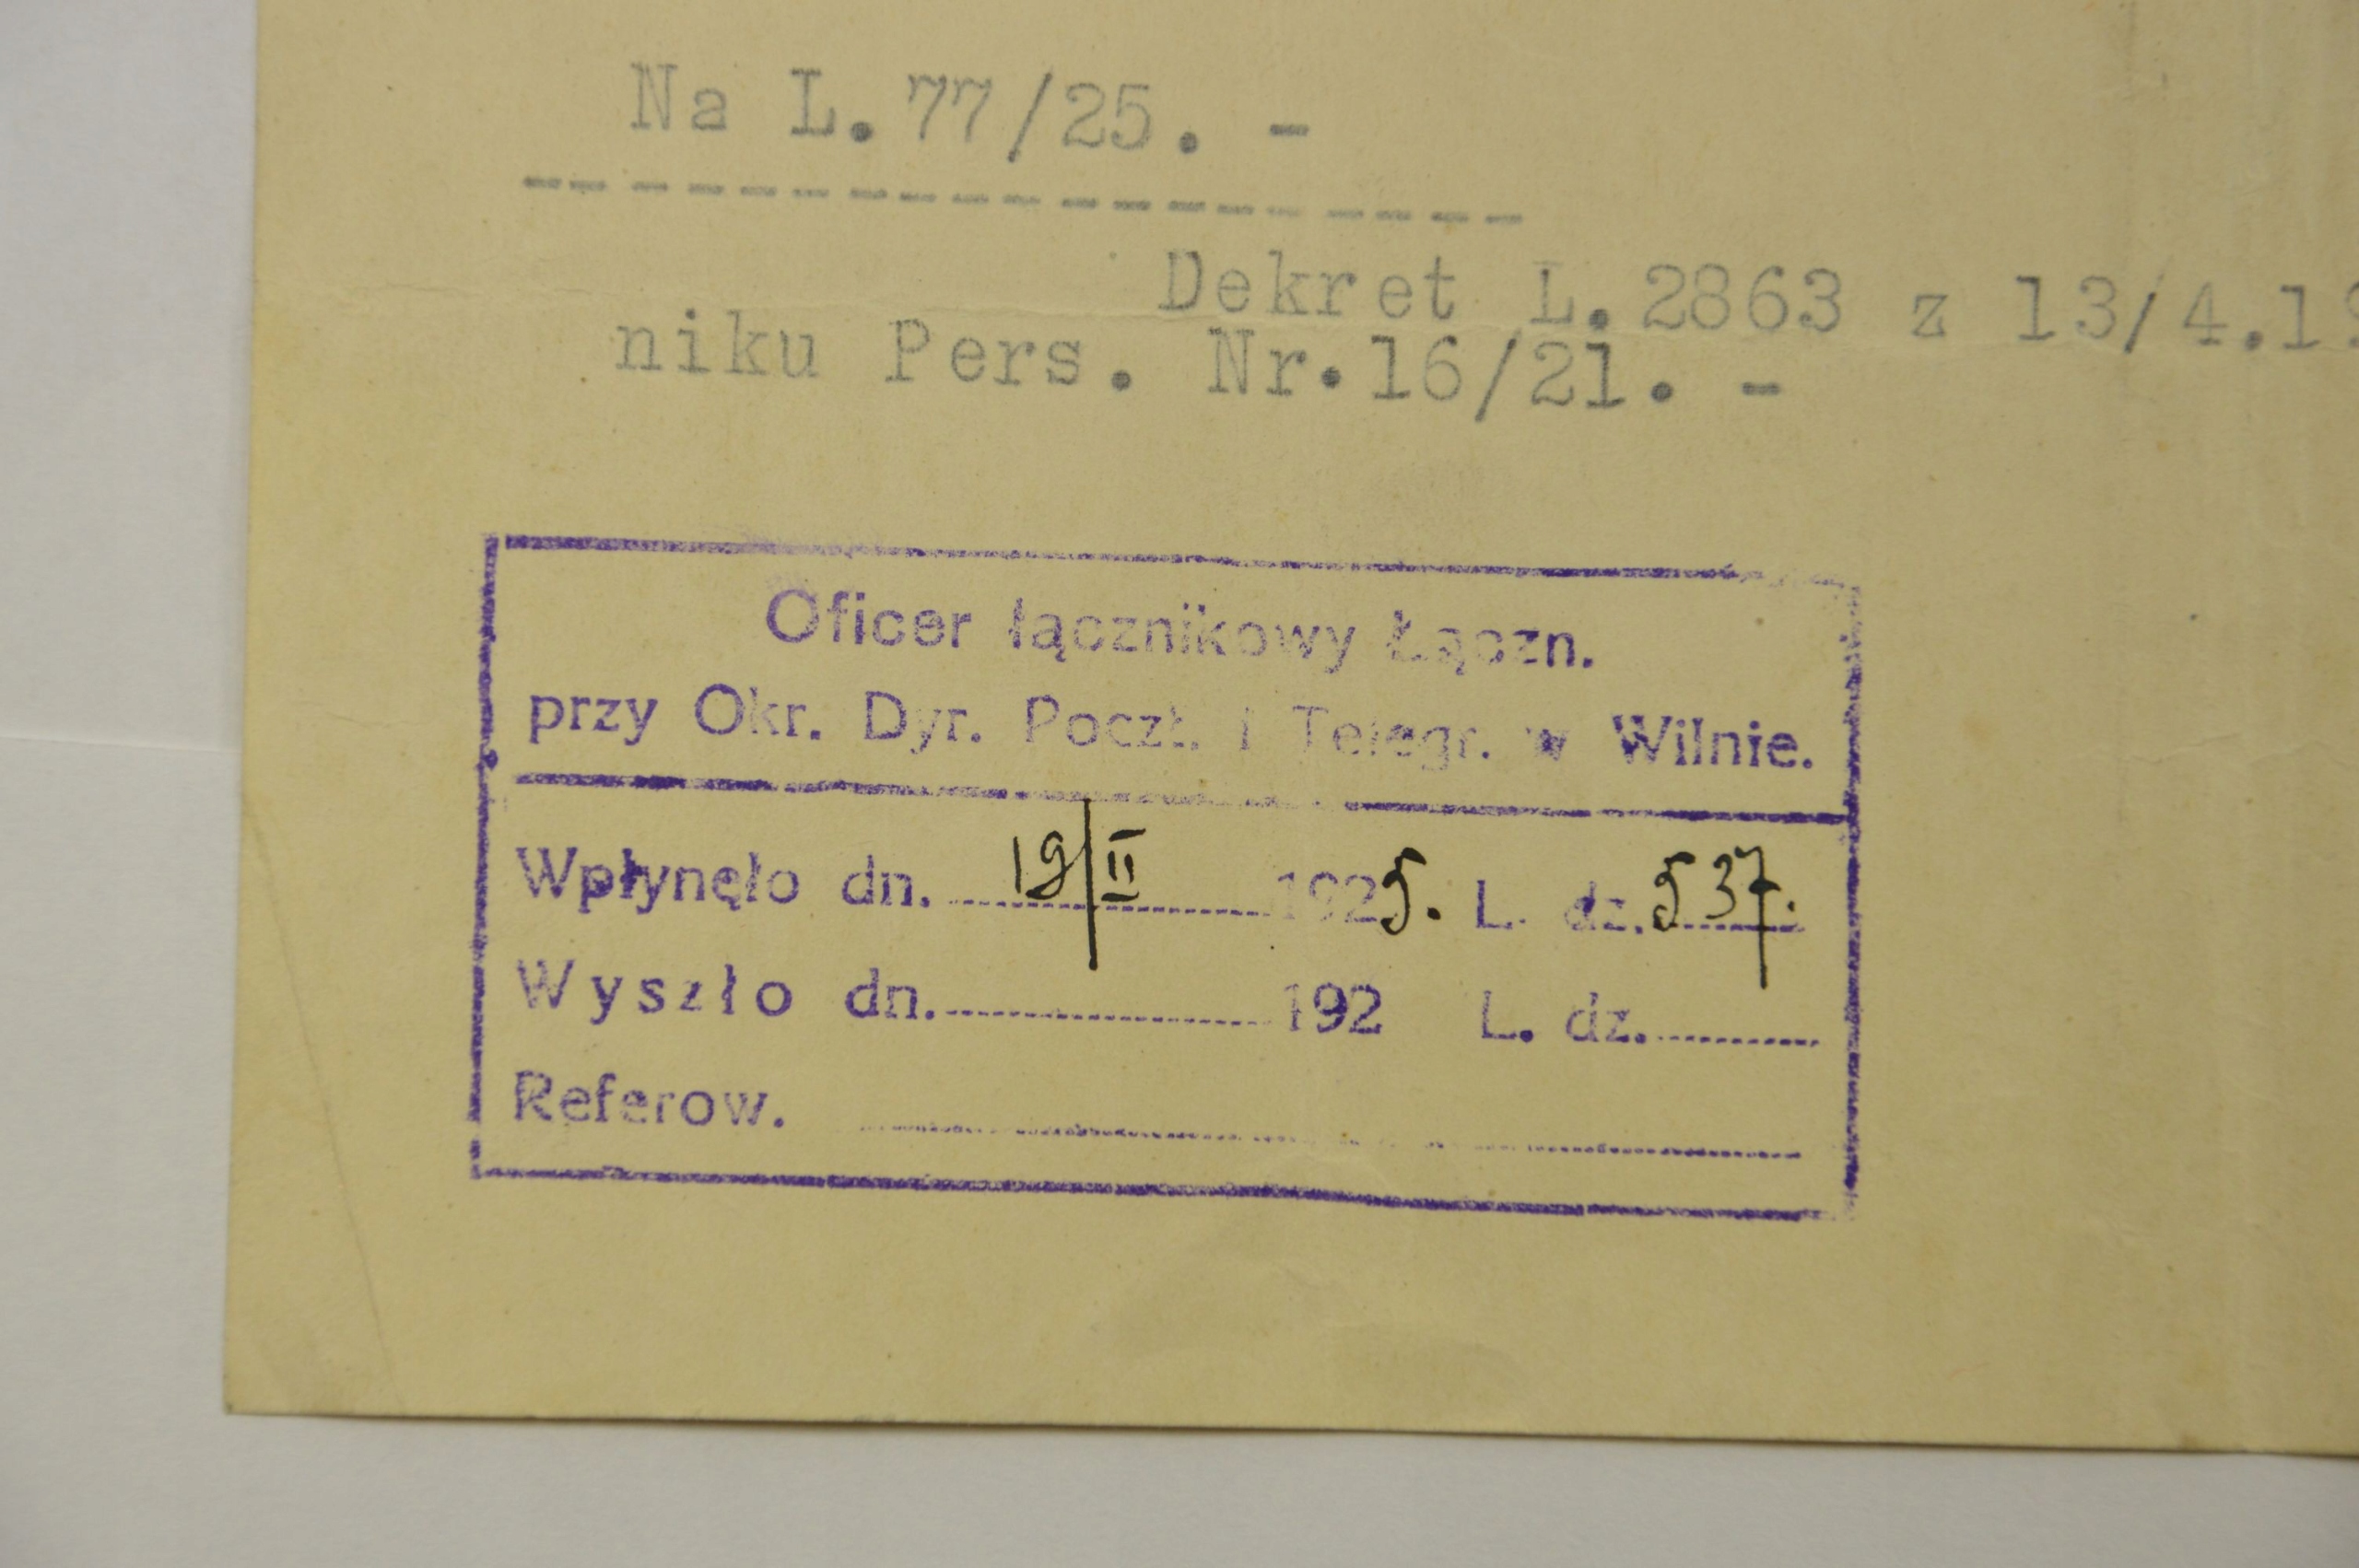 Na L.77/25. -
Dekret L.2863 z 13/4.19
niku Pers. Nr.16/21. -
Oficer łącznikowy Łączn.
przy Okr. Dyr. Poczt. i Telegr. w Wilnie.
Wpłynęło dn. 19/II 1925. L. dz. 537.
Wyszło dn. 192 L. dz.
Referow.